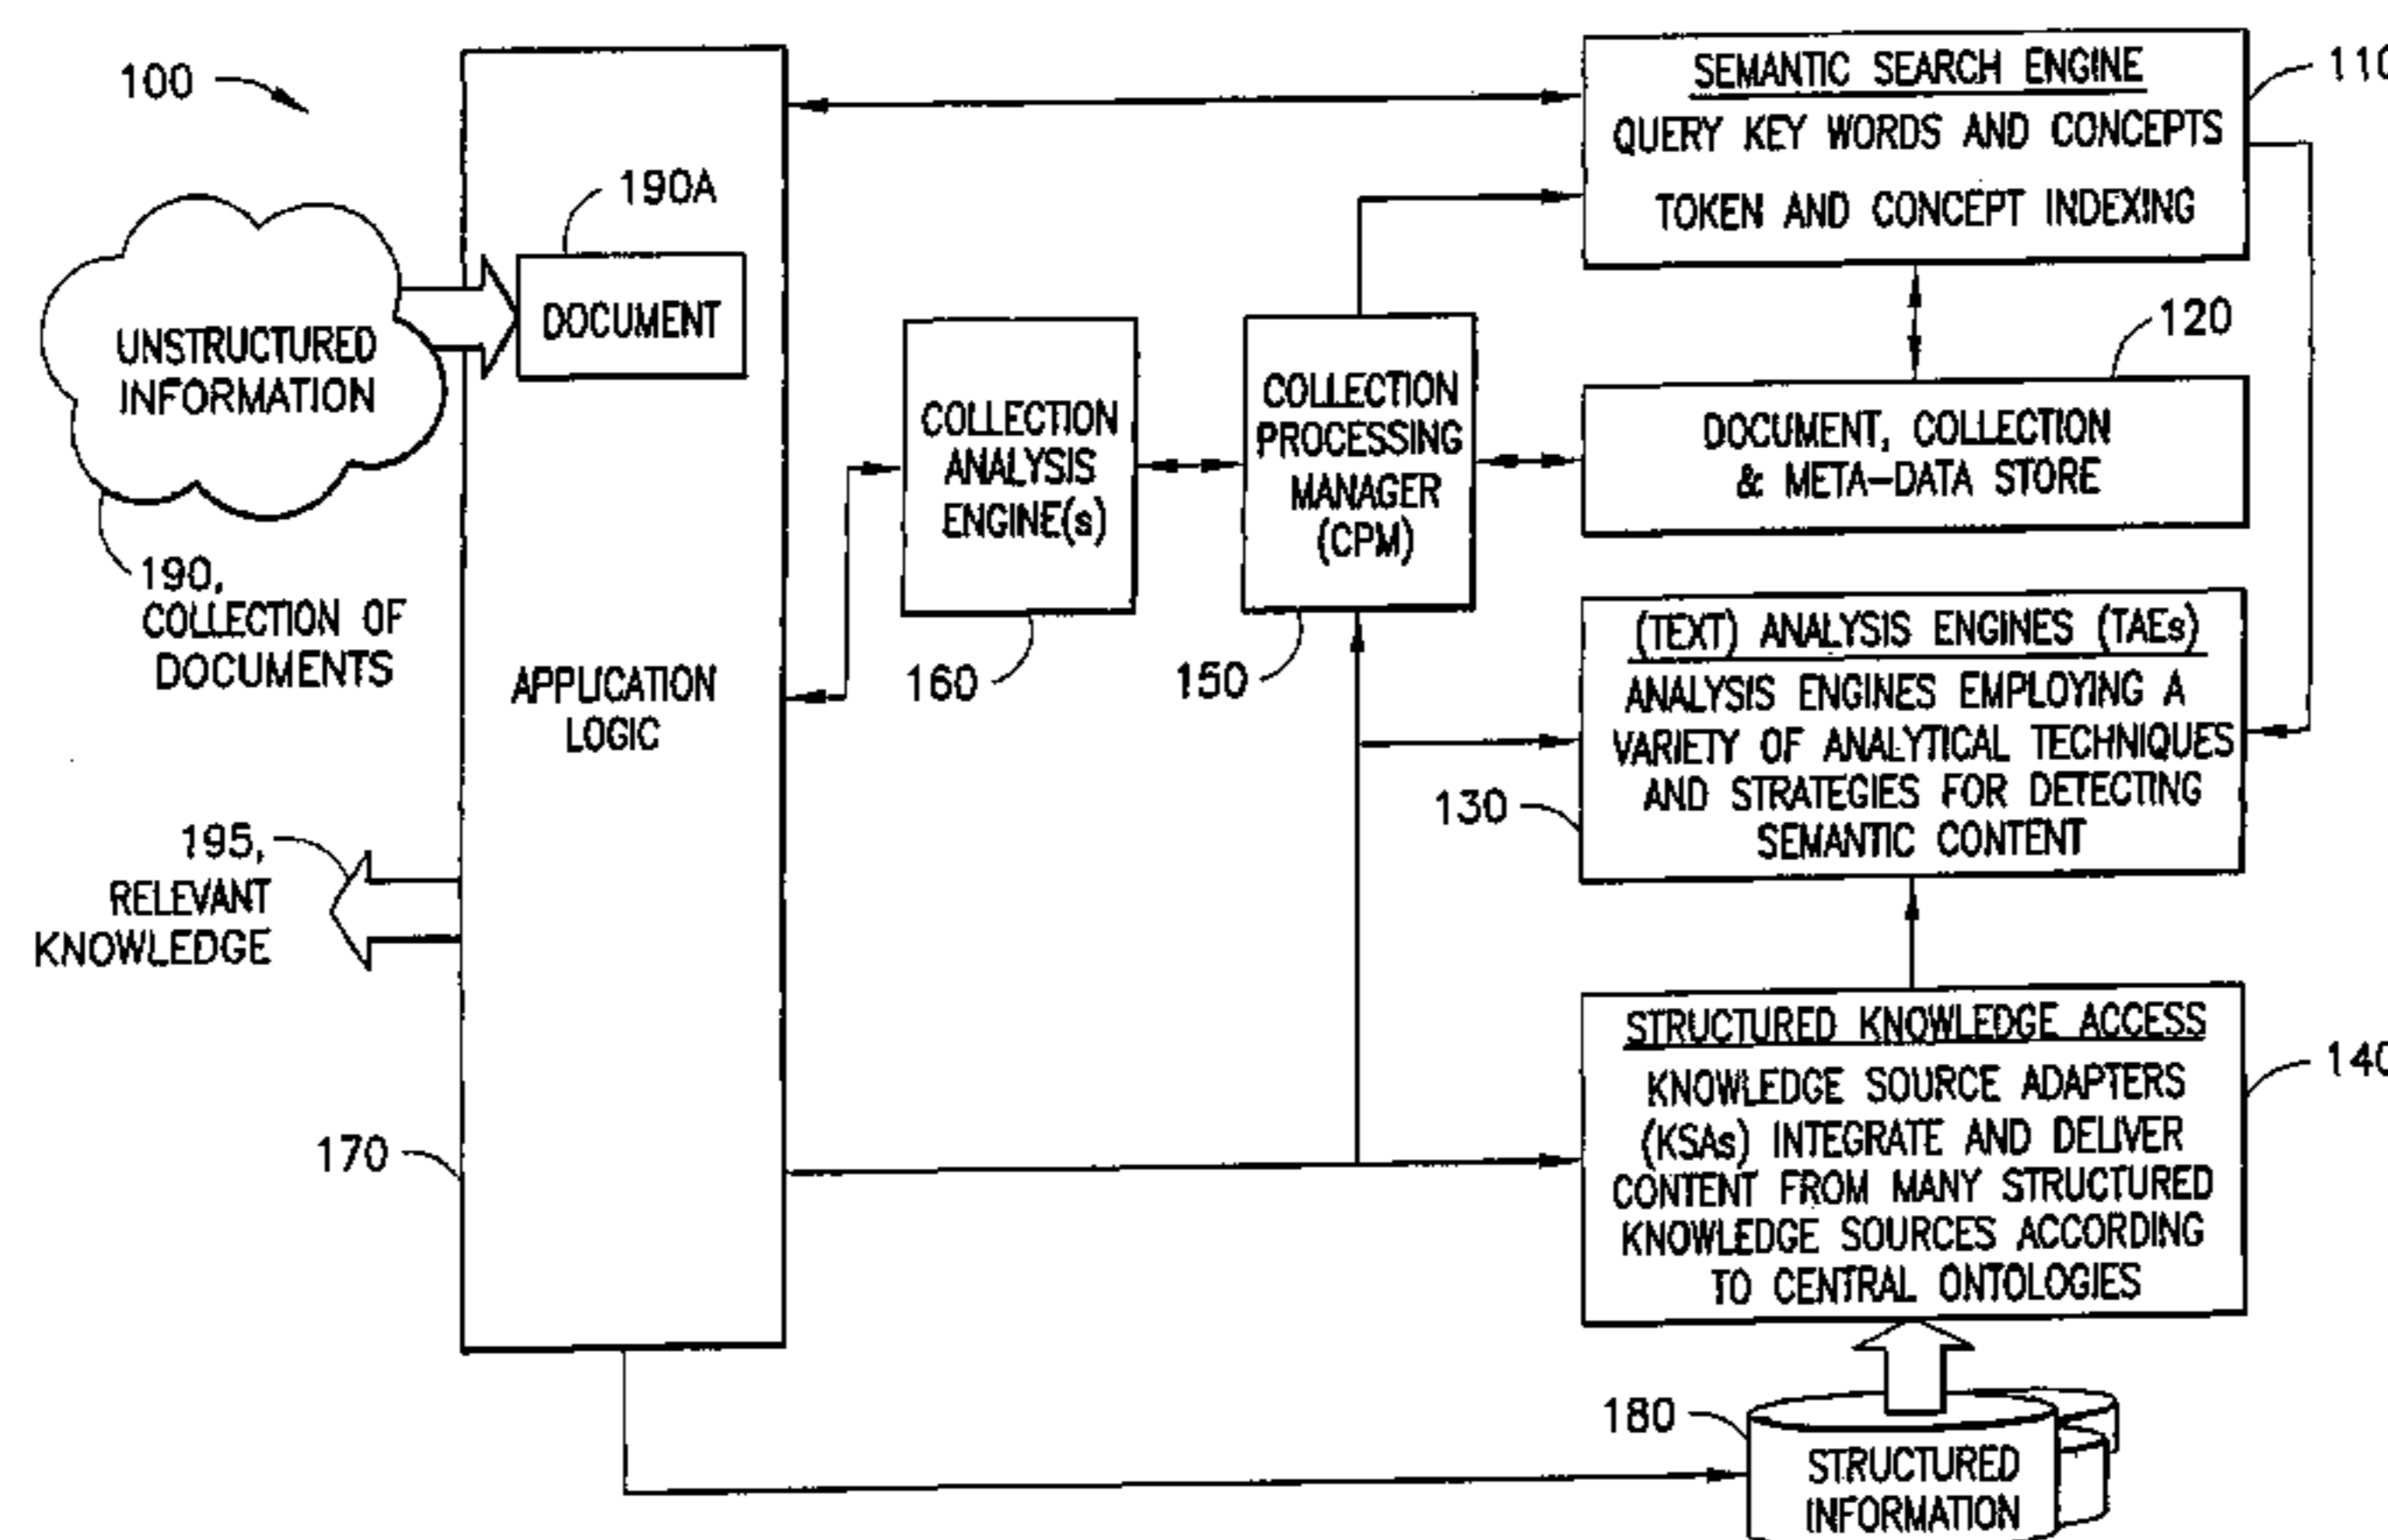 100
UNSTRUCTURED
INFORMATION
190,
COLLECTION OF
DOCUMENTS
190A
DOCUMENT
APPLICATION
LOGIC
195,
RELEVANT
KNOWLEDGE
170
COLLECTION
ANALYSIS
ENGINE(s)
160
COLLECTION
PROCESSING
MANAGER
(CPM)
150
SEMANTIC SEARCH ENGINE
QUERY KEY WORDS AND CONCEPTS
TOKEN AND CONCEPT INDEXING
110
120
DOCUMENT, COLLECTION
& META-DATA STORE
(TEXT) ANALYSIS ENGINES (TAEs)
ANALYSIS ENGINES EMPLOYING A
VARIETY OF ANALYTICAL TECHNIQUES
AND STRATEGIES FOR DETECTING
SEMANTIC CONTENT
130
STRUCTURED KNOWLEDGE ACCESS
KNOWLEDGE SOURCE ADAPTERS
(KSAs) INTEGRATE AND DELIVER
CONTENT FROM MANY STRUCTURED
KNOWLEDGE SOURCES ACCORDING
TO CENTRAL ONTOLOGIES
140
180
STRUCTURED
INFORMATION